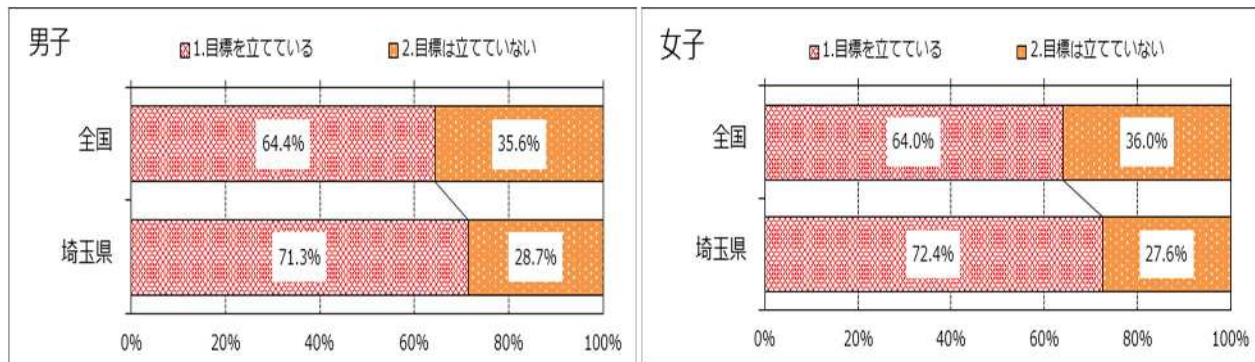 男子
1.目標を立てている 2.目標は立てていない
全国 64.4% 35.6%
埼玉県 71.3% 28.7%
0% 20% 40% 60% 80% 100%
女子
1.目標を立てている 2.目標は立てていない
全国 64.0% 36.0%
埼玉県 72.4% 27.6%
0% 20% 40% 60% 80% 100%